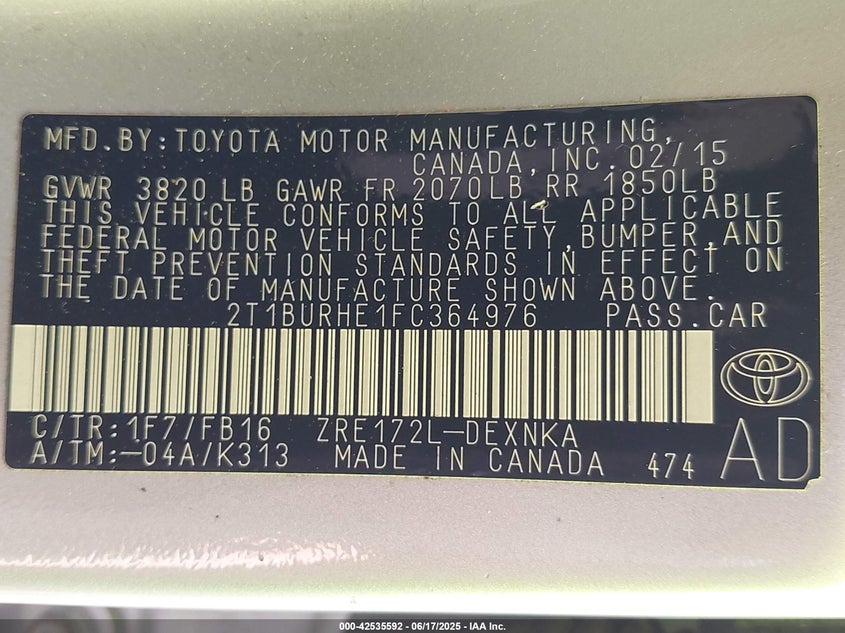 MFD.BY:TOYOTA MOTOR MANUFACTURING,
CANADA,INC. 02/15
GVWR 3820 LB GAWR FR 2070LB RR 1850LB
THIS VEHICLE CONFORMS TO ALL APPLICABLE
FEDERAL MOTOR VEHICLE SAFETY,BUMPER,AND
THEFT PREVENTION STANDARDS IN EFFECT ON
THE DATE OF MANUFACTURE SHOWN ABOVE.
2T1BURHE1FC364976 PASS.CAR
C/TR:1F7/FB16 ZRE172L-DEXNKA
A/TM:-04A/K313 MADE IN CANADA 474 AD
000-42535592 - 06/17/2025 - IAA Inc.